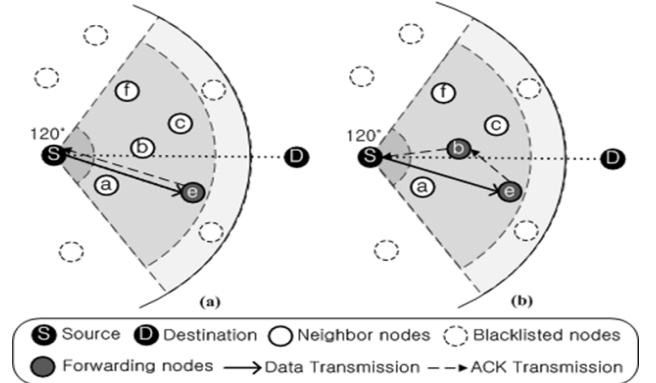 f
c
120°
b
S
D
a
e
(a)
f
c
120°
b
S
D
a
e
(b)
S Source D Destination Neighbor nodes Blacklisted nodes
Forwarding nodes Data Transmission ACK Transmission